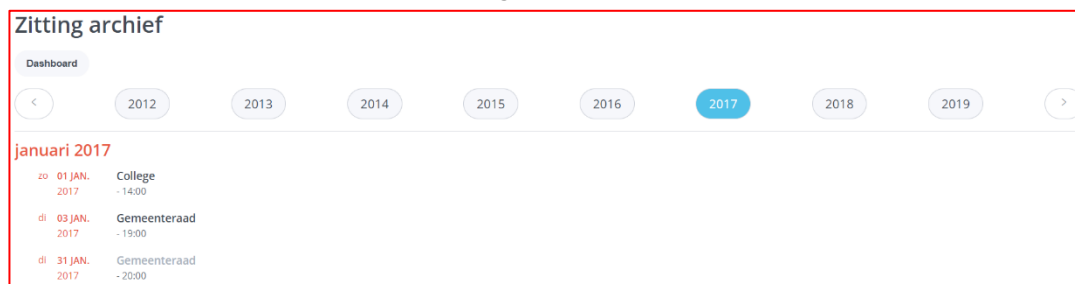 Zitting archief
Dashboard
< 2012 2013 2014 2015 2016 2017 2018 2019 >
januari 2017
zo 01 JAN. College
2017 - 14:00
di 03 JAN. Gemeenteraad
2017 - 19:00
di 31 JAN. Gemeenteraad
2017 - 20:00